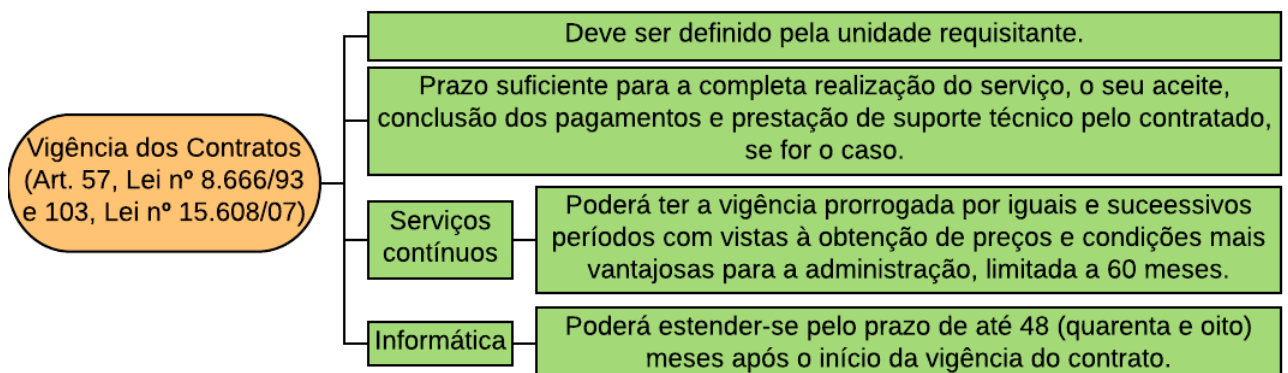 Vigência dos Contratos
(Art. 57, Lei nº 8.666/93
e 103, Lei nº 15.608/07)
Deve ser definido pela unidade requisitante.
Prazo suficiente para a completa realização do serviço, o seu aceite,
conclusão dos pagamentos e prestação de suporte técnico pelo contratado,
se for o caso.
Serviços
contínuos
Poderá ter a vigência prorrogada por iguais e suceessivos
períodos com vistas à obtenção de preços e condições mais
vantajosas para a administração, limitada a 60 meses.
Informática
Poderá estender-se pelo prazo de até 48 (quarenta e oito)
meses após o início da vigência do contrato.